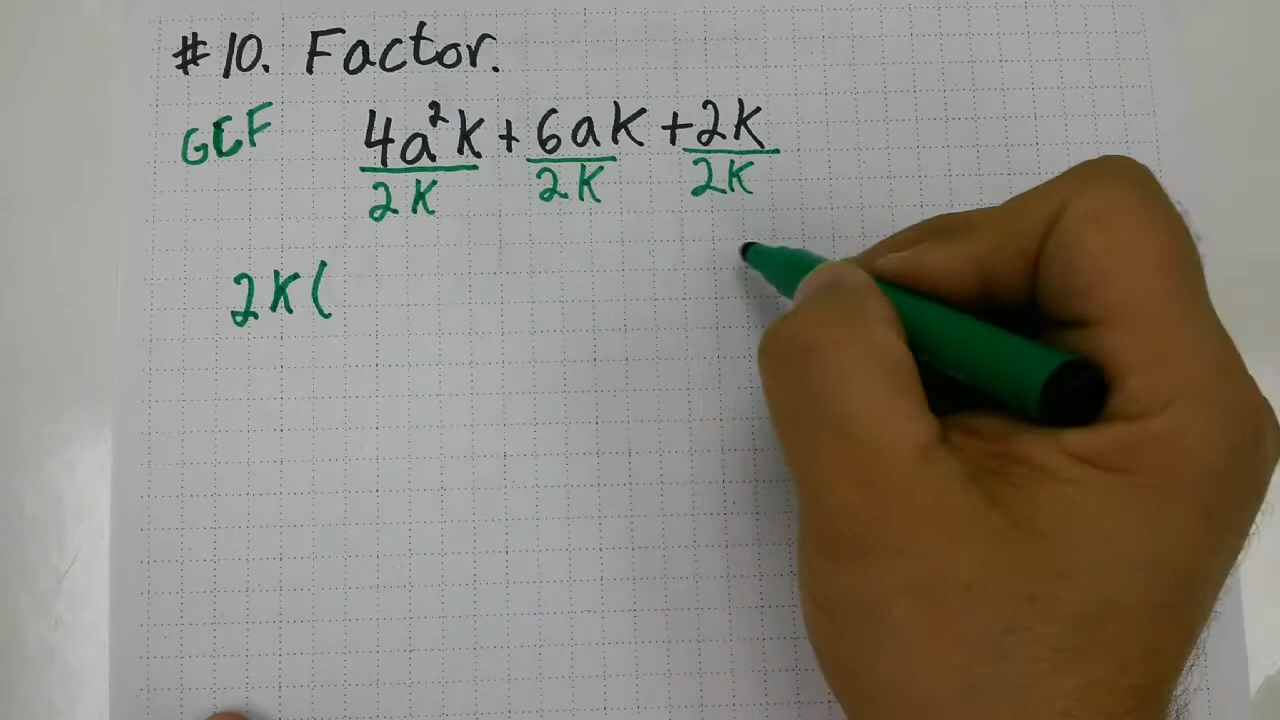 #10. Factor.
GCF 4a²k + 6ak + 2k
2k 2k 2k
2k(